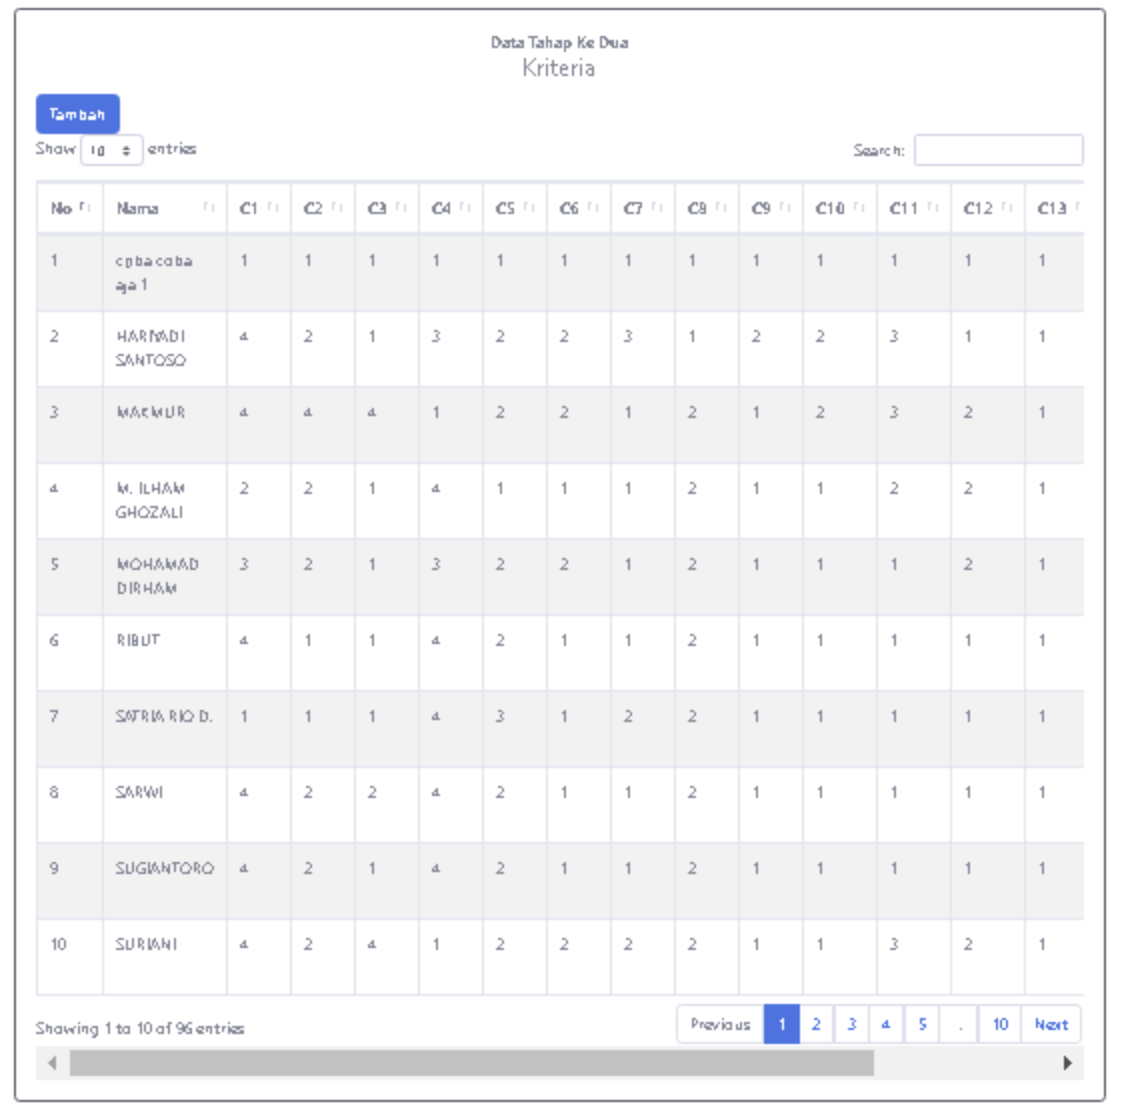 Data Tahap Ke Dua
Kriteria
Tambah
Show 10 entries Search:
No Nama C1 C2 C3 C4 C5 C6 C7 C8 C9 C10 C11 C12 C13
1 coba coba 1 1 1 1 1 1 1 1 1 1 1 1 1
aja 1
2 HARIYADI 4 2 1 3 2 2 3 1 2 2 3 1 1
SANTOSO
3 MAKMUR 4 4 4 1 2 2 1 2 1 2 3 2 1
4 M. ILHAM 2 2 1 4 1 1 1 2 1 1 2 2 1
GHOZALI
5 MOHAMAD 3 2 1 3 2 2 1 2 1 1 1 2 1
DIRHAM
6 RIBUT 4 1 1 4 2 1 1 2 1 1 1 1 1
7 SATRIA RIO D. 1 1 1 4 3 1 2 2 1 1 1 1 1
8 SARWI 4 2 2 4 2 1 1 2 1 1 1 1 1
9 SUGIANTORO 4 2 1 4 2 1 1 2 1 1 1 1 1
10 SURIANI 4 2 4 1 2 2 2 2 1 1 3 2 1
Showing 1 to 10 of 96 entries Previous 1 2 3 4 5 . 10 Next